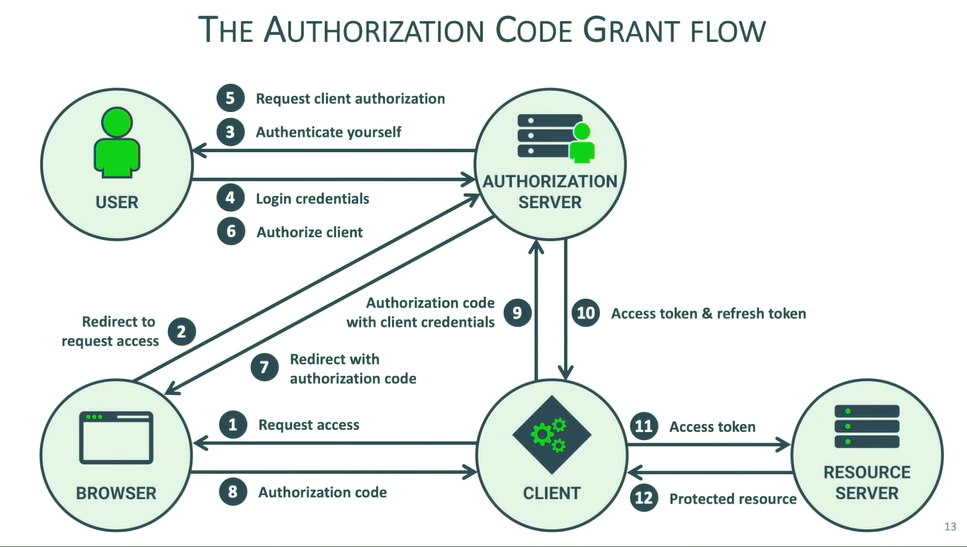 THE AUTHORIZATION CODE GRANT FLOW
5 Request client authorization
3 Authenticate yourself
USER
AUTHORIZATION
SERVER
4 Login credentials
6 Authorize client
Redirect to
request access
2
Authorization code
with client credentials
9
10 Access token & refresh token
7 Redirect with
authorization code
1 Request access
11 Access token
BROWSER
8 Authorization code
CLIENT
12 Protected resource
RESOURCE
SERVER
13